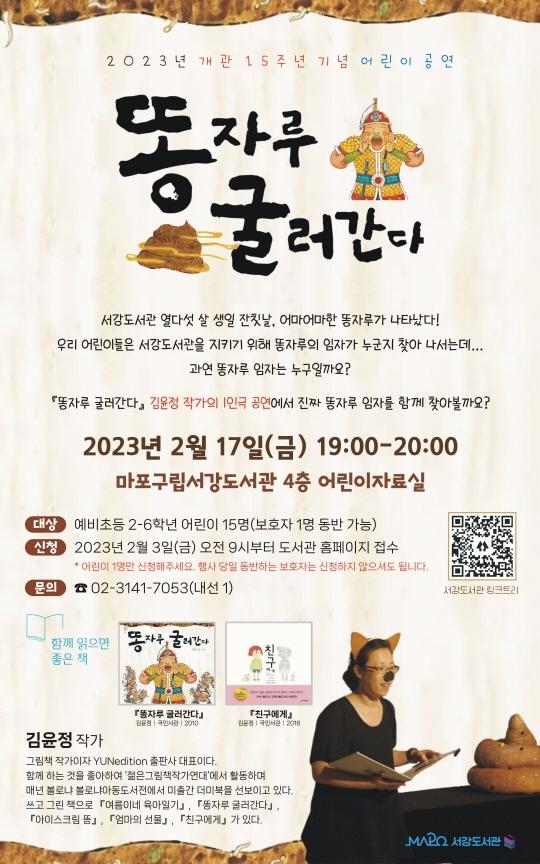 2023년 개관 15주년 기념 어린이 공연
똥자루
굴러간다
서강도서관 열다섯 살 생일 잔칫날, 어마어마한 똥자루가 나타났다!
우리 어린이들은 서강도서관을 지키기 위해 똥자루의 임자가 누군지 찾아 나서는데...
과연 똥자루 임자는 누구일까요?
『똥자루 굴러간다』 김윤정 작가의 1인극 공연에서 진짜 똥자루 임자를 함께 찾아볼까요?
2023년 2월 17일(금) 19:00-20:00
마포구립서강도서관 4층 어린이자료실
대상 예비초등 2-6학년 어린이 15명(보호자 1명 동반 가능)
신청 2023년 2월 3일(금) 오전 9시부터 도서관 홈페이지 접수
* 어린이 1명만 신청해주세요. 행사 당일 동반하는 보호자는 신청하지 않으셔도 됩니다.
문의 ☎ 02-3141-7053(내선 1)
서강도서관 링크트리
함께 읽으면
좋은 책
똥자루 굴러간다
친구에게
『똥자루 굴러간다』
김윤정 | 국민서관 | 2010
『친구에게』
김윤정 | 국민서관 | 2016
김윤정 작가
그림책 작가이자 YUNedition 출판사 대표이다.
함께 하는 것을 좋아하여 '젊은그림책작가연대'에서 활동하며
매년 볼로냐 볼로냐아동도서전에서 미출간 더미북을 선보이고 있다.
쓰고 그린 책으로 『여름이네 육아일기』, 『똥자루 굴러간다』,
『아이스크림 똥』, 『엄마의 선물』, 『친구에게』가 있다.
MAPO 서강도서관